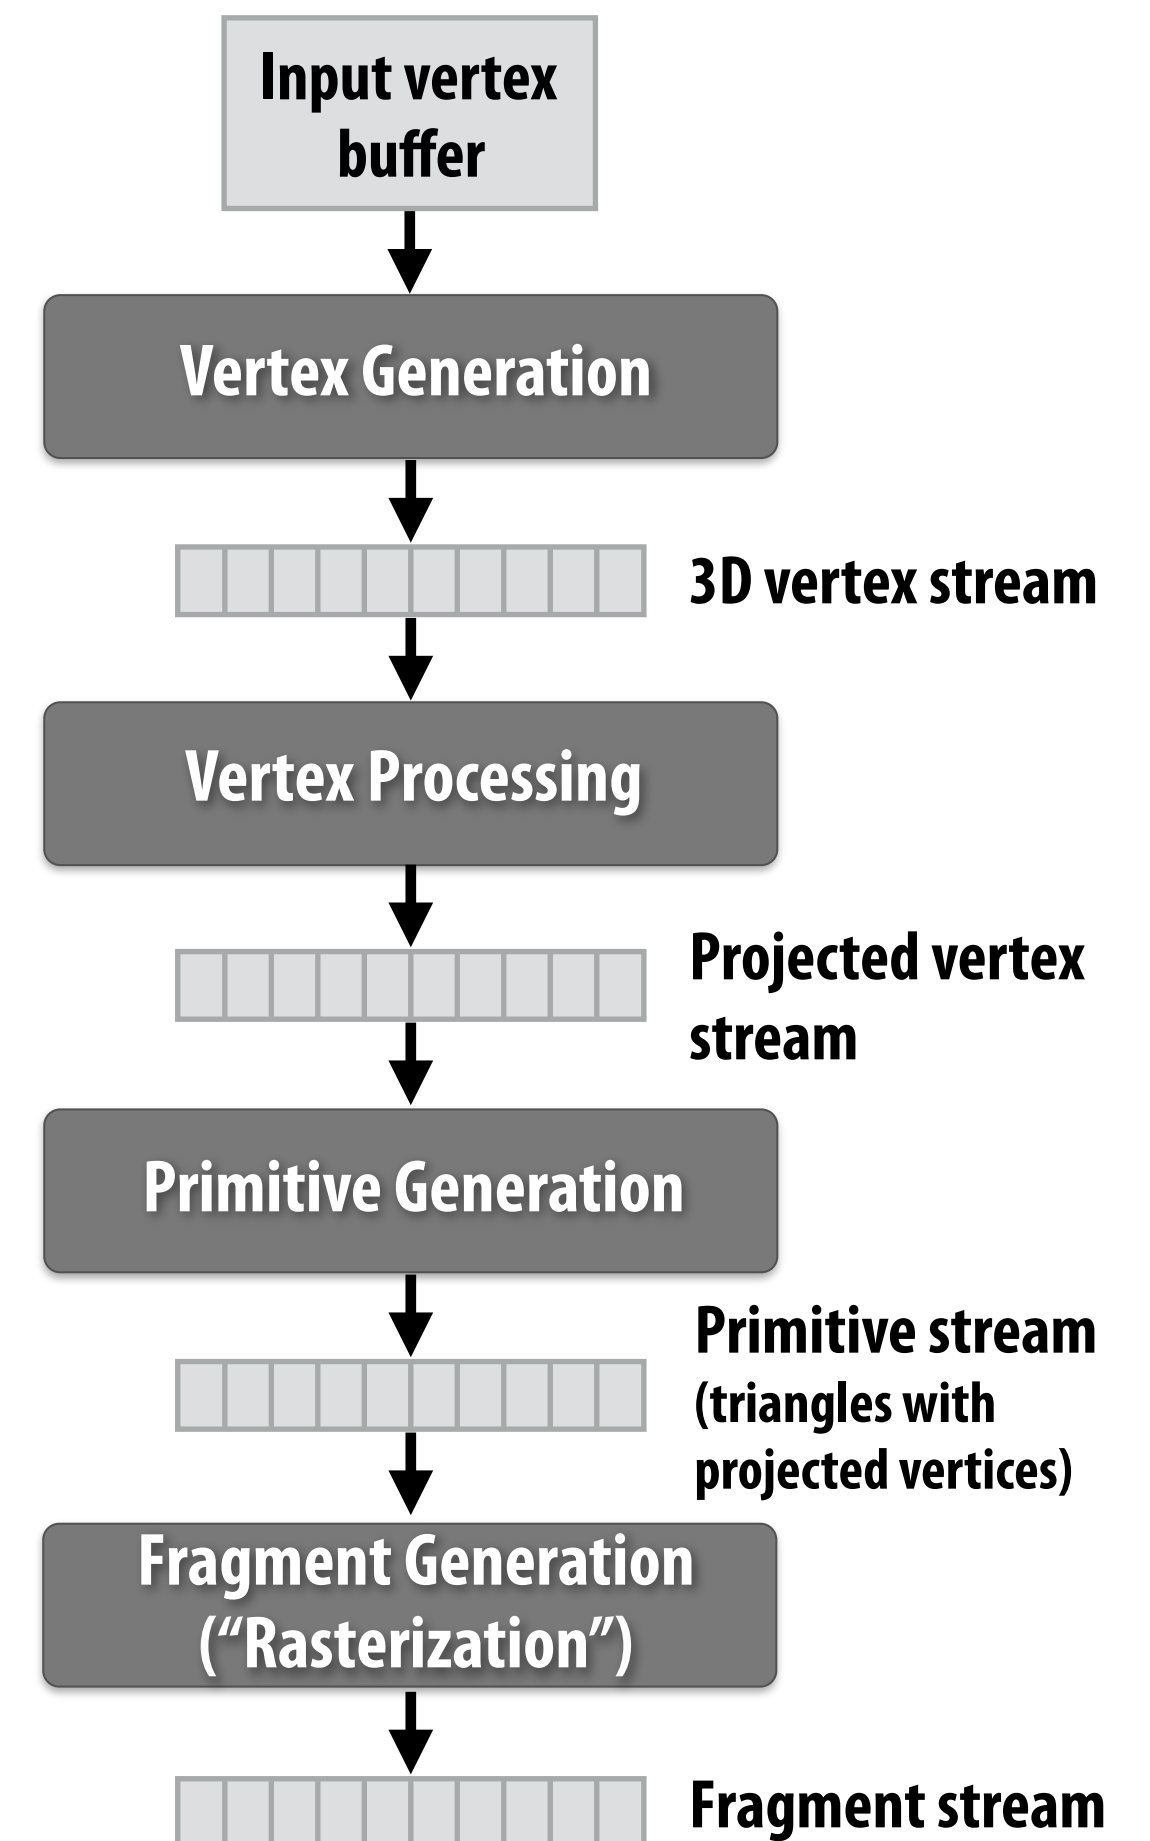 Input vertex
buffer
Vertex Generation
3D vertex stream
Vertex Processing
Projected vertex
stream
Primitive Generation
Primitive stream
(triangles with
projected vertices)
Fragment Generation
(“Rasterization”)
Fragment stream